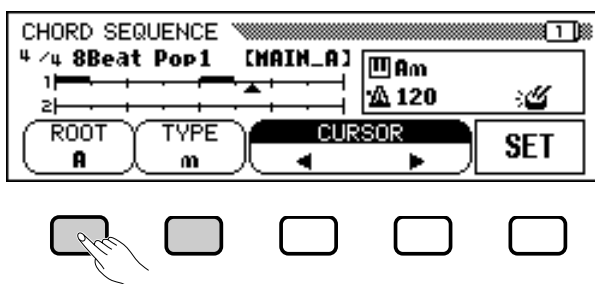 CHORD SEQUENCE 1
4/4 8Beat Pop1 [MAIN_A]
1
2
Am
120
ROOT TYPE CURSOR SET
A m ◀ ▶